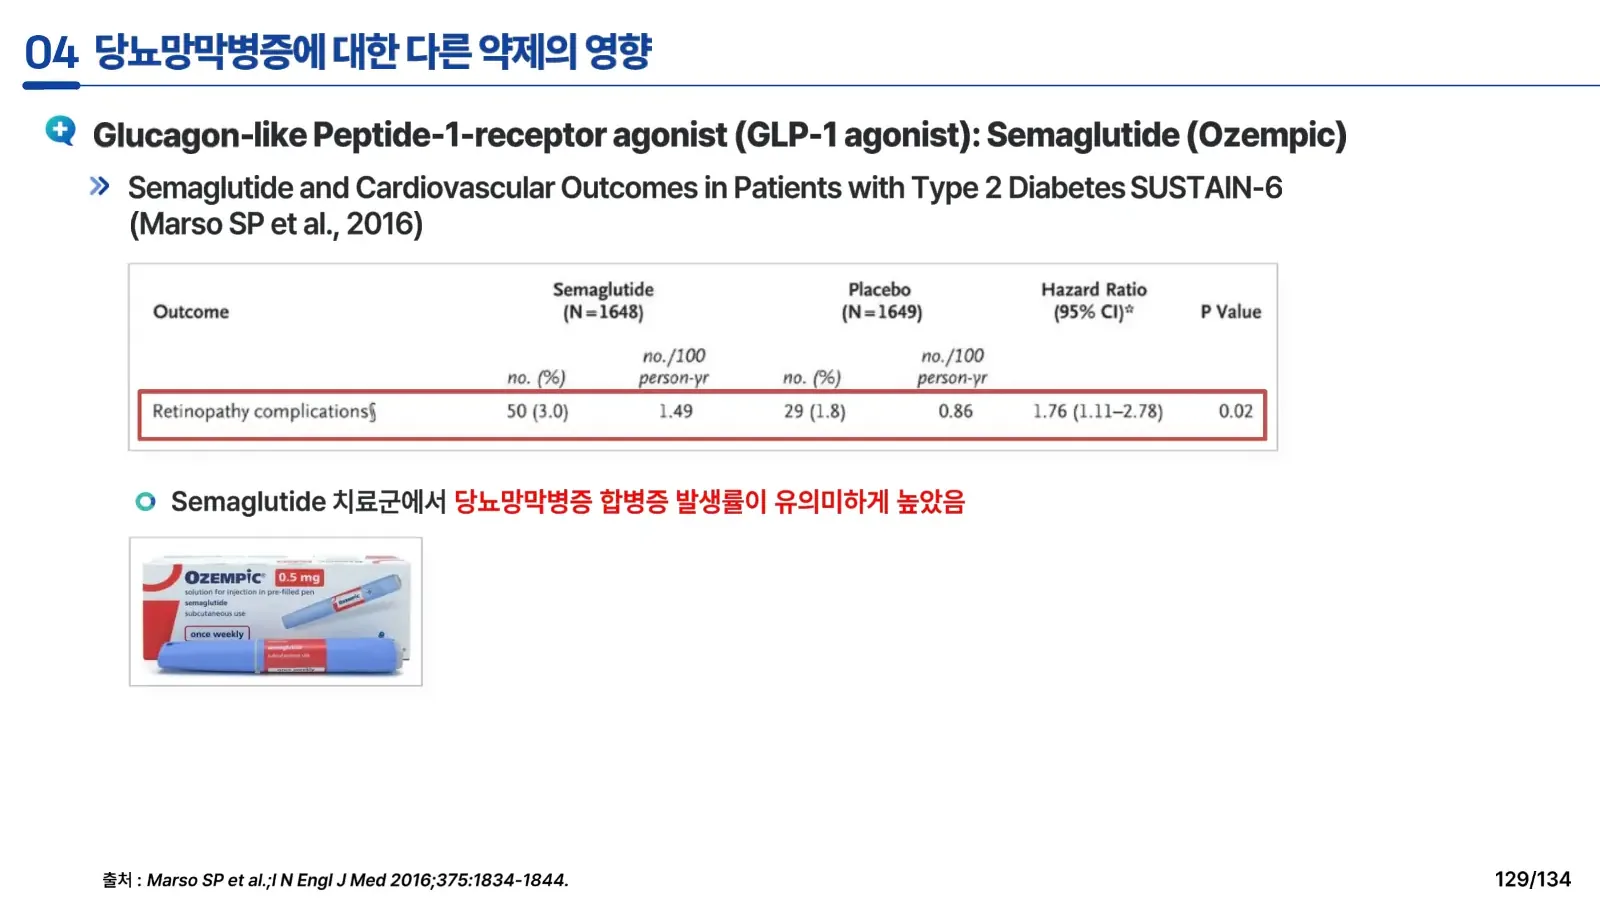 04 당뇨망막병증에 대한 다른 약제의 영향
Glucagon-like Peptide-1-receptor agonist (GLP-1 agonist): Semaglutide (Ozempic)
Semaglutide and Cardiovascular Outcomes in Patients with Type 2 Diabetes SUSTAIN-6
(Marso SP et al., 2016)
Outcome Semaglutide (N=1648) Placebo (N=1649) Hazard Ratio (95% CI)* P Value
no. (%) no./100 person-yr no. (%) no./100 person-yr
Retinopathy complications§ 50 (3.0) 1.49 29 (1.8) 0.86 1.76 (1.11–2.78) 0.02
Semaglutide 치료군에서 당뇨망막병증 합병증 발생률이 유의미하게 높았음
OZEMPIC® 0.5 mg
solution for injection in pre-filled pen
semaglutide
subcutaneous use
once weekly
출처 : Marso SP et al.;I N Engl J Med 2016;375:1834-1844.
129/134